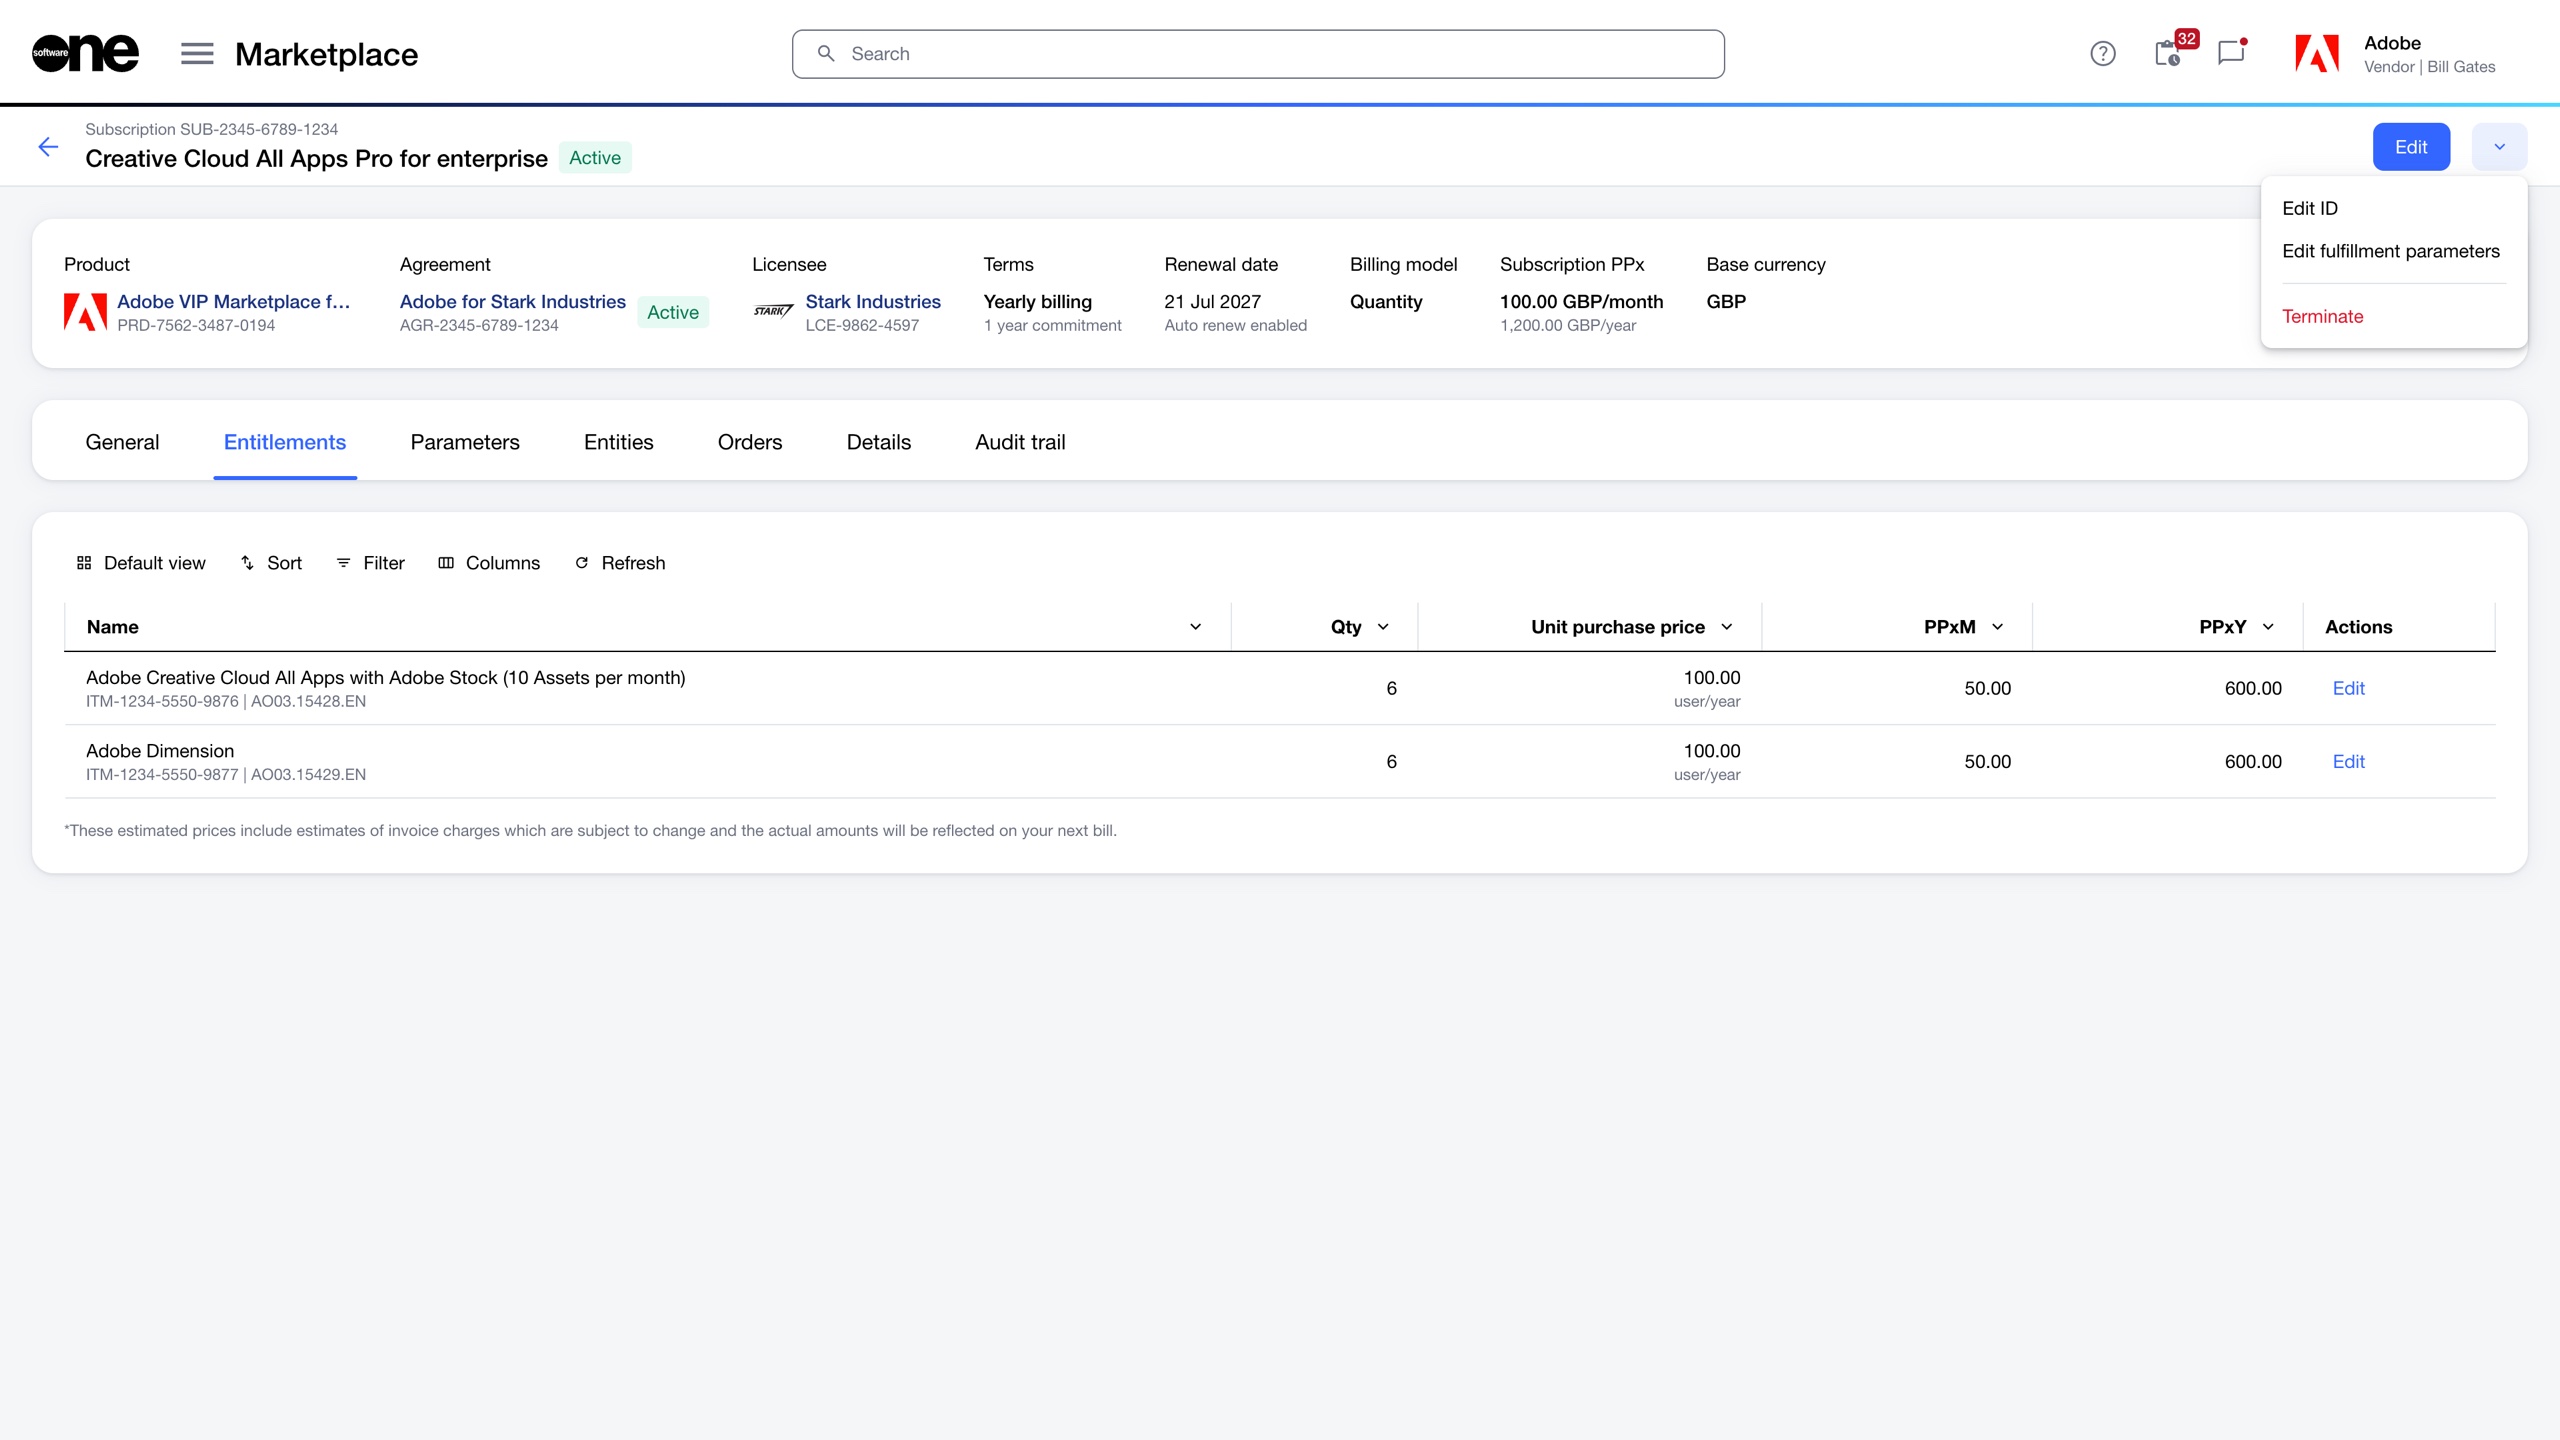 software one
Marketplace
Search
32
Adobe
Vendor | Bill Gates
Subscription SUB-2345-6789-1234
Creative Cloud All Apps Pro for enterprise
Active
Edit
Edit ID
Edit fulfillment parameters
Terminate
Product
Adobe VIP Marketplace f...
PRD-7562-3487-0194
Agreement
Adobe for Stark Industries
AGR-2345-6789-1234
Active
Licensee
STARK
Stark Industries
LCE-9862-4597
Terms
Yearly billing
1 year commitment
Renewal date
21 Jul 2027
Auto renew enabled
Billing model
Quantity
Subscription PPx
100.00 GBP/month
1,200.00 GBP/year
Base currency
GBP
General Entitlements Parameters Entities Orders Details Audit trail
Default view Sort Filter Columns Refresh
Name Qty Unit purchase price PPxM PPxY Actions
Adobe Creative Cloud All Apps with Adobe Stock (10 Assets per month)
ITM-1234-5550-9876 | AO03.15428.EN
6
100.00
user/year
50.00
600.00
Edit
Adobe Dimension
ITM-1234-5550-9877 | AO03.15429.EN
6
100.00
user/year
50.00
600.00
Edit
*These estimated prices include estimates of invoice charges which are subject to change and the actual amounts will be reflected on your next bill.